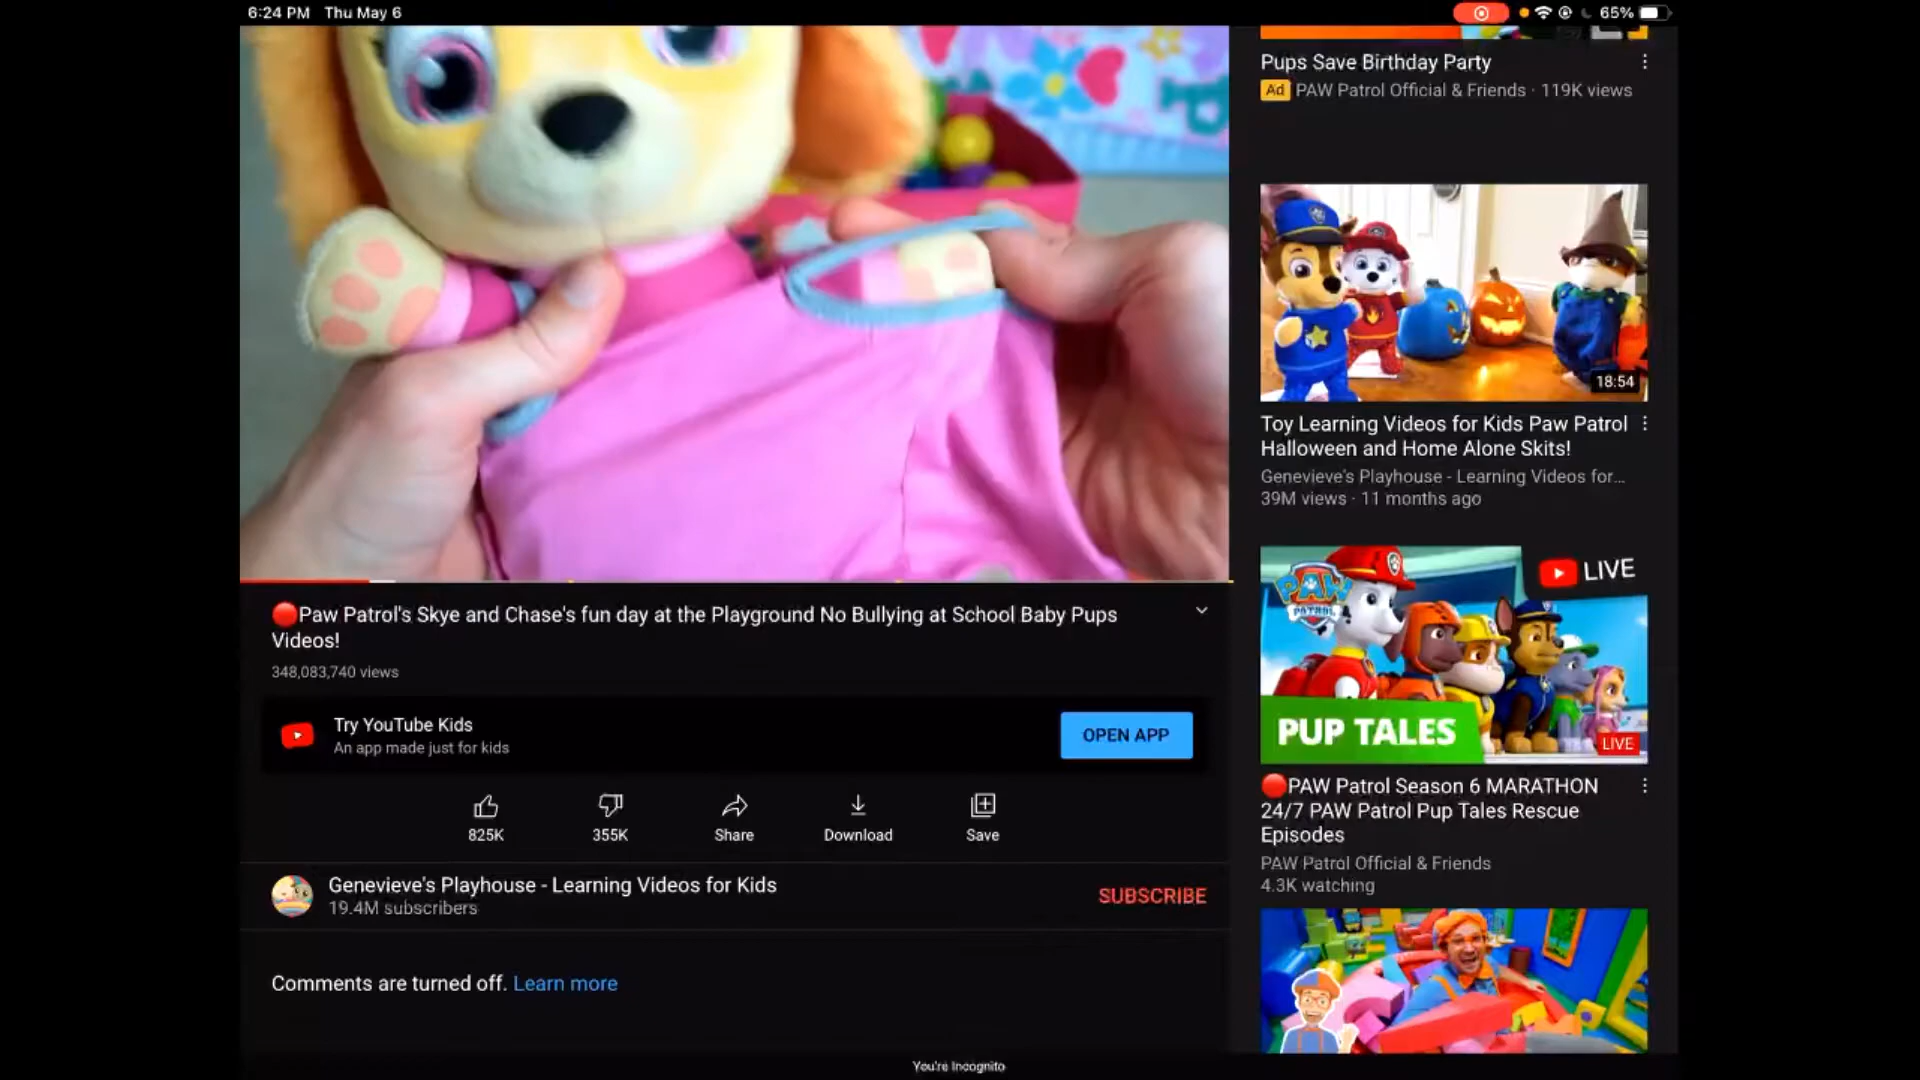 6:24 PM Thu May 6
65%
Pups Save Birthday Party
Ad PAW Patrol Official & Friends · 119K views
18:54
Toy Learning Videos for Kids Paw Patrol
Halloween and Home Alone Skits!
Genevieve's Playhouse - Learning Videos for...
39M views · 11 months ago
PAW PATROL
LIVE
PUP TALES
LIVE
PAW Patrol Season 6 MARATHON
24/7 PAW Patrol Pup Tales Rescue
Episodes
PAW Patrol Official & Friends
4.3K watching
Paw Patrol's Skye and Chase's fun day at the Playground No Bullying at School Baby Pups
Videos!
348,083,740 views
Try YouTube Kids
An app made just for kids
OPEN APP
825K
355K
Share
Download
Save
Genevieve's Playhouse - Learning Videos for Kids
19.4M subscribers
SUBSCRIBE
Comments are turned off. Learn more
You're Incognito